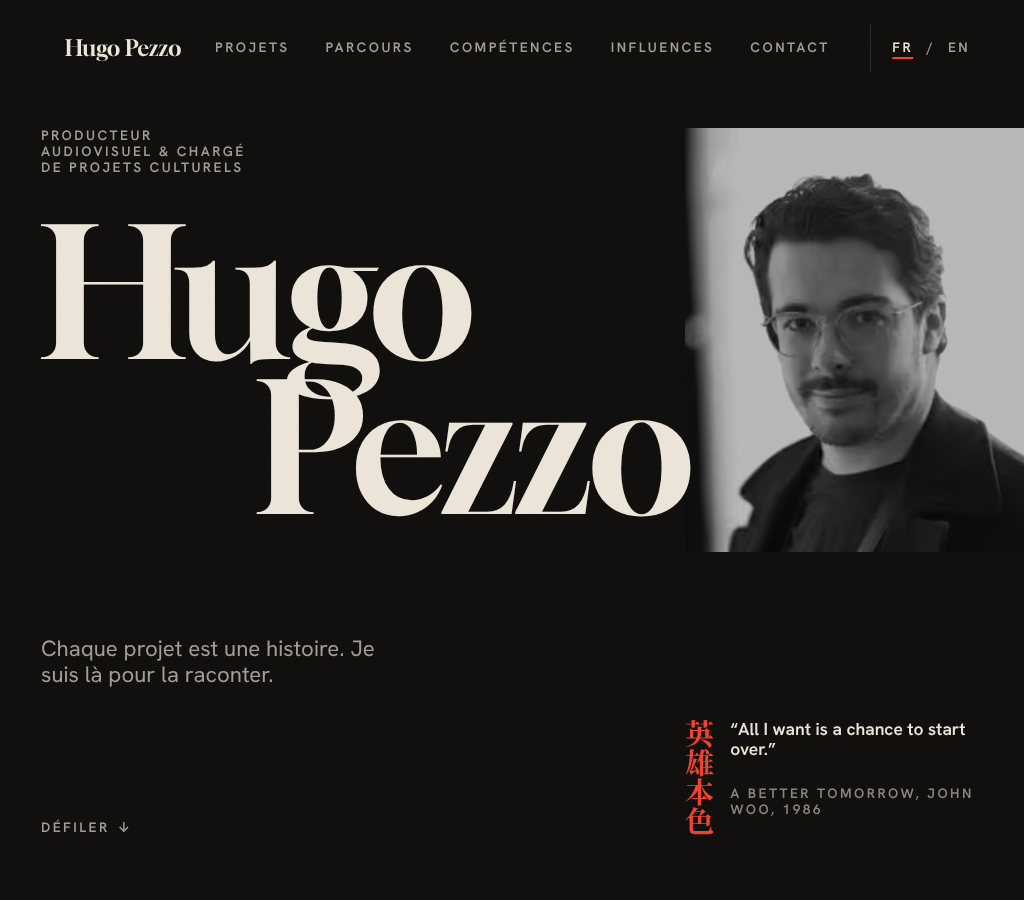 Hugo Pezzo
PROJETS
PARCOURS
COMPÉTENCES
INFLUENCES
CONTACT
FR / EN
PRODUCTEUR
AUDIOVISUEL & CHARGÉ
DE PROJETS CULTURELS
Hugo
Pezzo
Chaque projet est une histoire. Je
suis là pour la raconter.
英雄本色
“All I want is a chance to start
over.”
A BETTER TOMORROW, JOHN
WOO, 1986
DÉFILER ↓